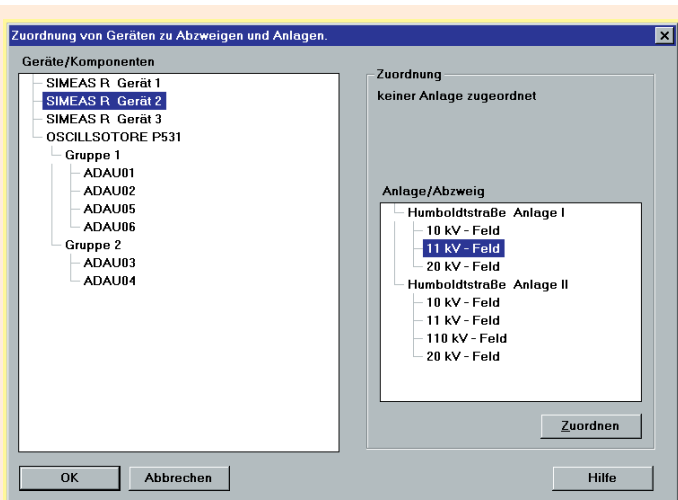 Zuordnung von Geräten zu Abzweigen und Anlagen.
Geräte/Komponenten
SIMEAS R Gerät 1
SIMEAS R Gerät 2
SIMEAS R Gerät 3
OSCILLSOTORE P531
Gruppe 1
ADAU01
ADAU02
ADAU05
ADAU06
Gruppe 2
ADAU03
ADAU04
Zuordnung
keiner Anlage zugeordnet
Anlage/Abzweig
Humboldtstraße Anlage I
10 kV - Feld
11 kV - Feld
20 kV - Feld
Humboldtstraße Anlage II
10 kV - Feld
11 kV - Feld
110 kV - Feld
20 kV - Feld
Zuordnen
OK
Abbrechen
Hilfe